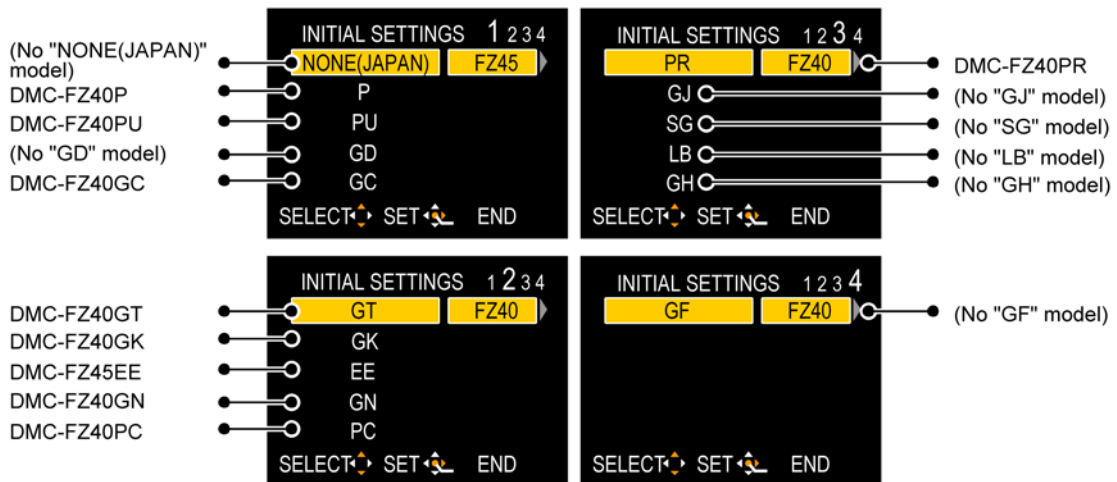 INITIAL SETTINGS 1 2 3 4
(No "NONE(JAPAN)"
model)
NONE(JAPAN) FZ45
DMC-FZ40P
P
DMC-FZ40PU
PU
(No "GD" model)
GD
DMC-FZ40GC
GC
SELECT SET END
INITIAL SETTINGS 1 2 3 4
PR FZ40
DMC-FZ40PR
GJ
(No "GJ" model)
SG
(No "SG" model)
LB
(No "LB" model)
GH
(No "GH" model)
SELECT SET END
INITIAL SETTINGS 1 2 3 4
DMC-FZ40GT
GT FZ40
DMC-FZ40GK
GK
DMC-FZ45EE
EE
DMC-FZ40GN
GN
DMC-FZ40PC
PC
SELECT SET END
INITIAL SETTINGS 1 2 3 4
GF FZ40
(No "GF" model)
SELECT SET END